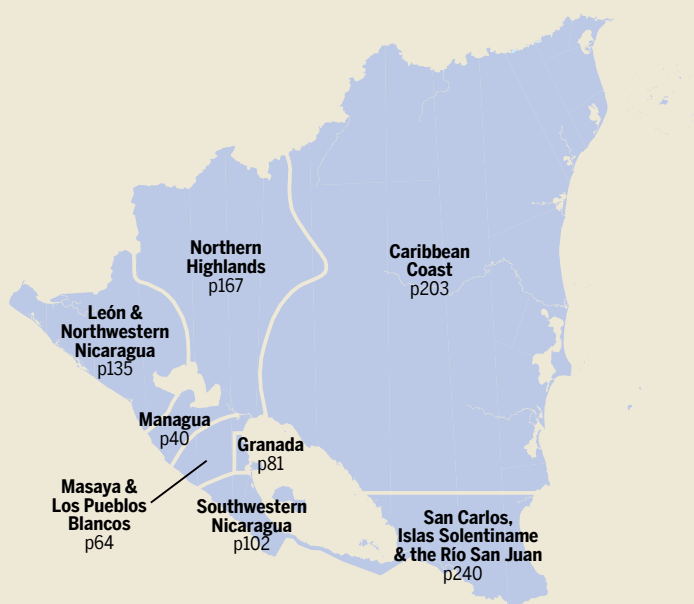 Northern
Highlands
p167
Caribbean
Coast
p203
León &
Northwestern
Nicaragua
p135
Managua
p40
Granada
p81
Masaya &
Los Pueblos
Blancos
p64
Southwestern
Nicaragua
p102
San Carlos,
Islas Solentiname
& the Río San Juan
p240